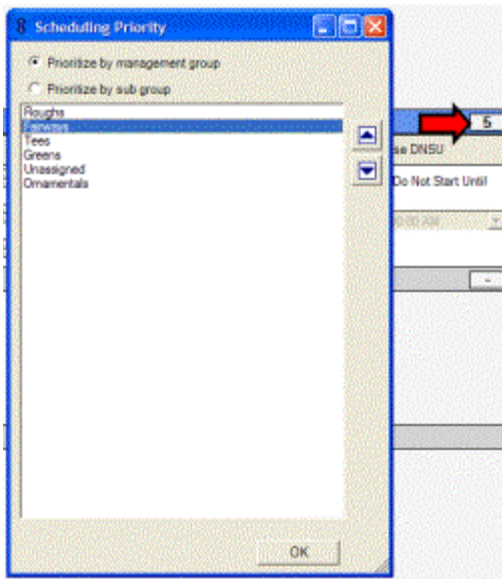 Scheduling Priority
Prioritize by management group
Prioritize by sub group
Roughs
Fairways
Tees
Greens
Unassigned
Ornamentals
OK
5
se DNSU
Do Not Start Until
-